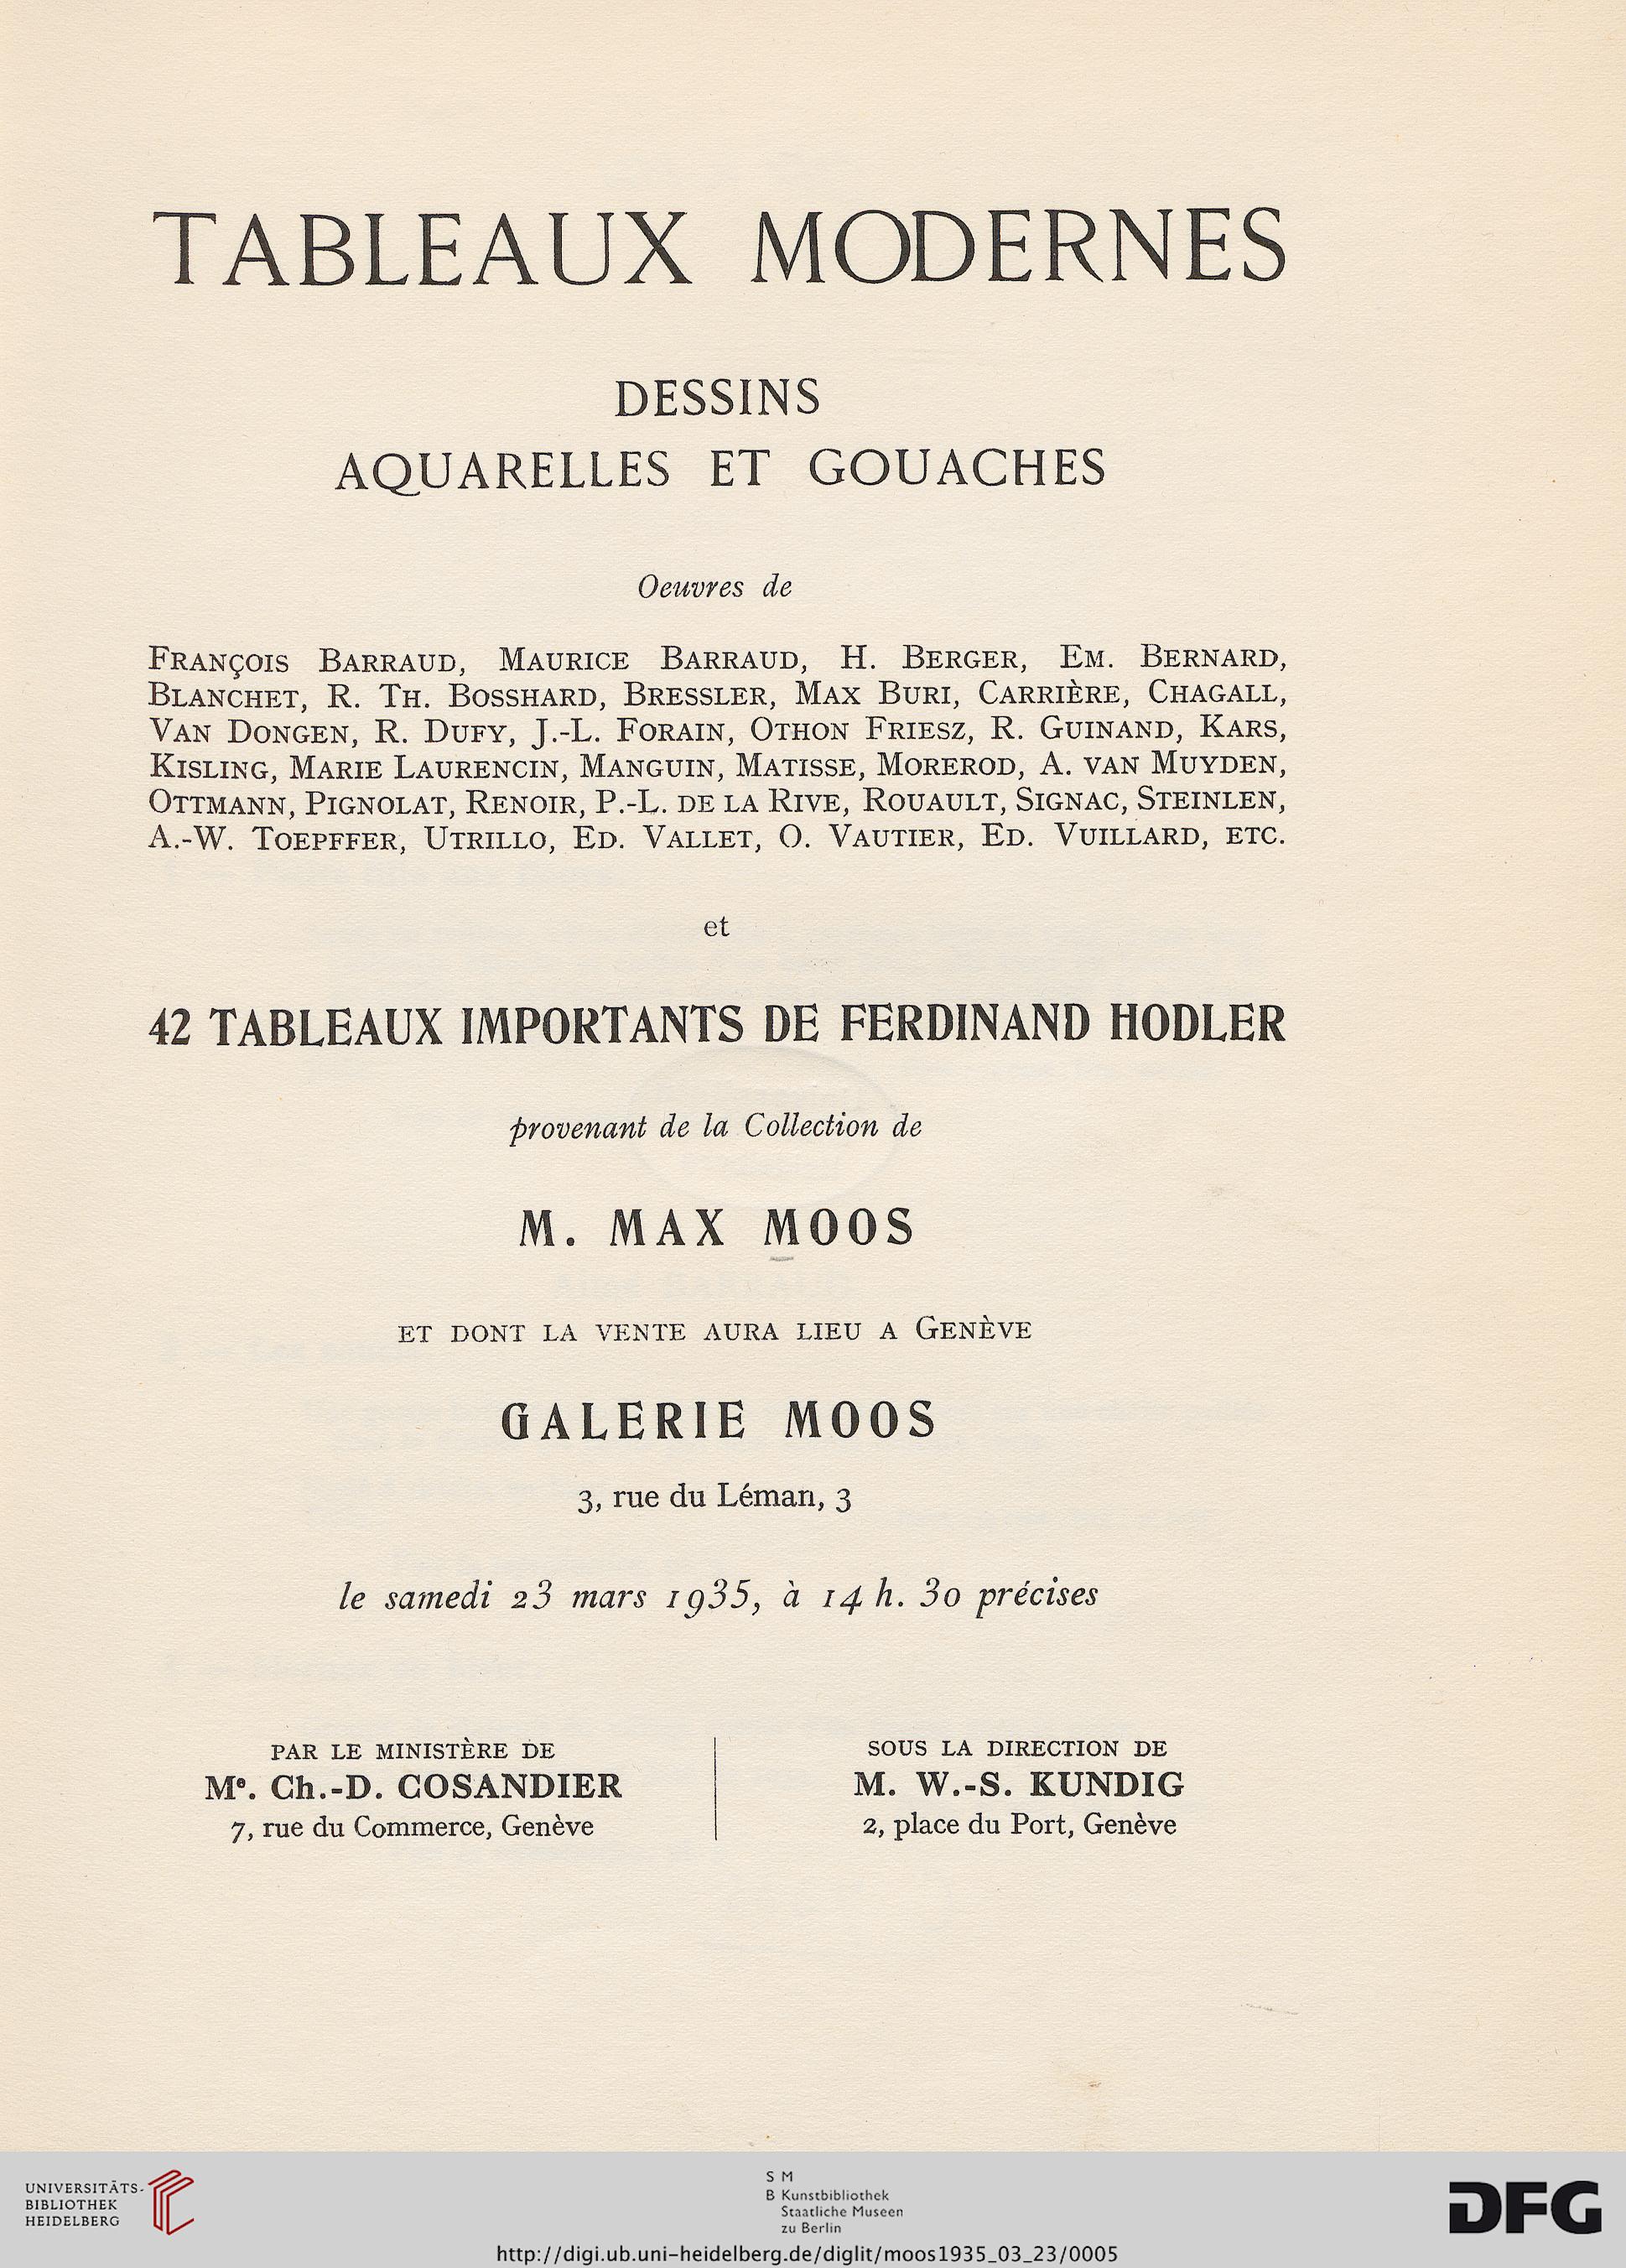 TABLEAUX MODERNES
DESSINS
AQUARELLES ET GOUACHES
Oeuvres de
FRANÇOIS BARRAUD, MAURICE BARRAUD, H. BERGER, EM. BERNARD,
BLANCHET, R. TH. BOSSHARD, BRESSLER, MAX BURI, CARRIÈRE, CHAGALL,
VAN DONGEN, R. DUFY, J.-L. FORAIN, OTHON FRIESZ, R. GUINAND, KARS,
KISLING, MARIE LAURENCIN, MANGUIN, MATISSE, MOREROD, A. VAN MUYDEN,
OTTMANN, PIGNOLAT, RENOIR, P.-L. DE LA RIVE, ROUAULT, SIGNAC, STEINLEN,
A.-W. TOEPFFER, UTRILLO, ED. VALLET, O. VAUTIER, ED. VUILLARD, ETC.
et
42 TABLEAUX IMPORTANTS DE FERDINAND HODLER
provenant de la Collection de
M. MAX MOOS
ET DONT LA VENTE AURA LIEU A GENÈVE
GALERIE MOOS
3, rue du Léman, 3
le samedi 23 mars 1935, à 14 h. 30 précises
PAR LE MINISTÈRE DE
Me. Ch.-D. COSANDIER
7, rue du Commerce, Genève
SOUS LA DIRECTION DE
M. W.-S. KUNDIG
2, place du Port, Genève
UNIVERSITÄTS-
BIBLIOTHEK
HEIDELBERG
S M
B Kunstbibliothek
Staatliche Museen
zu Berlin
DFG
http://digi.ub.uni-heidelberg.de/diglit/moos1935_03_23/0005